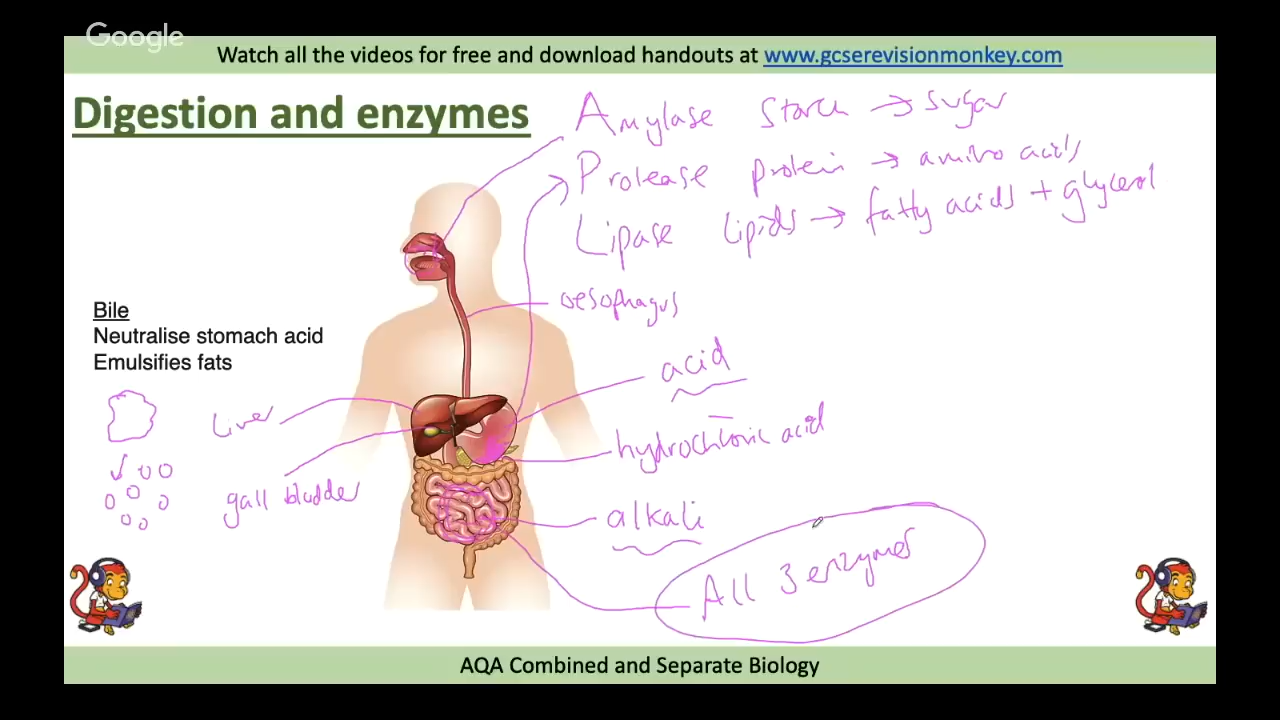 Google
Watch all the videos for free and download handouts at www.gcserevisionmonkey.com
Digestion and enzymes
Amylase starch → sugar
Protease protein → amino acids
Lipase lipids → fatty acids + glycerol
oesophagus
Bile
Neutralise stomach acid
Emulsifies fats
acid
liver
hydrochloric acid
gall bladder
alkali
All 3 enzymes
AQA Combined and Separate Biology